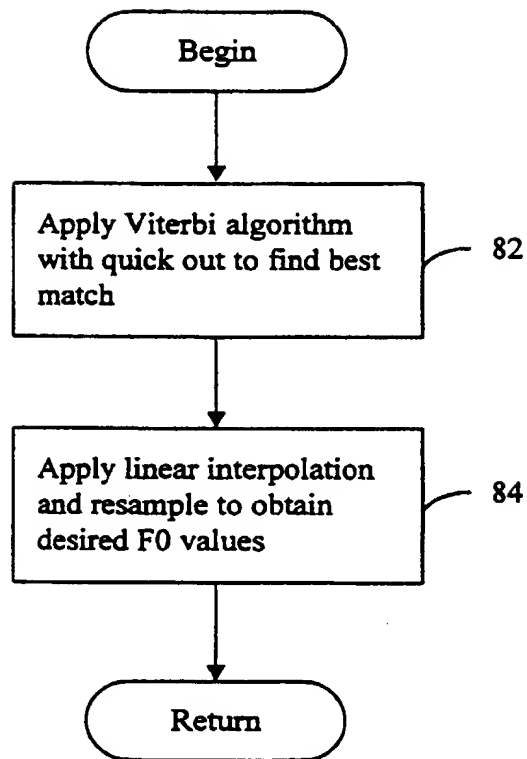 Begin
Apply Viterbi algorithm
with quick out to find best
match
82
Apply linear interpolation
and resample to obtain
desired F0 values
84
Return